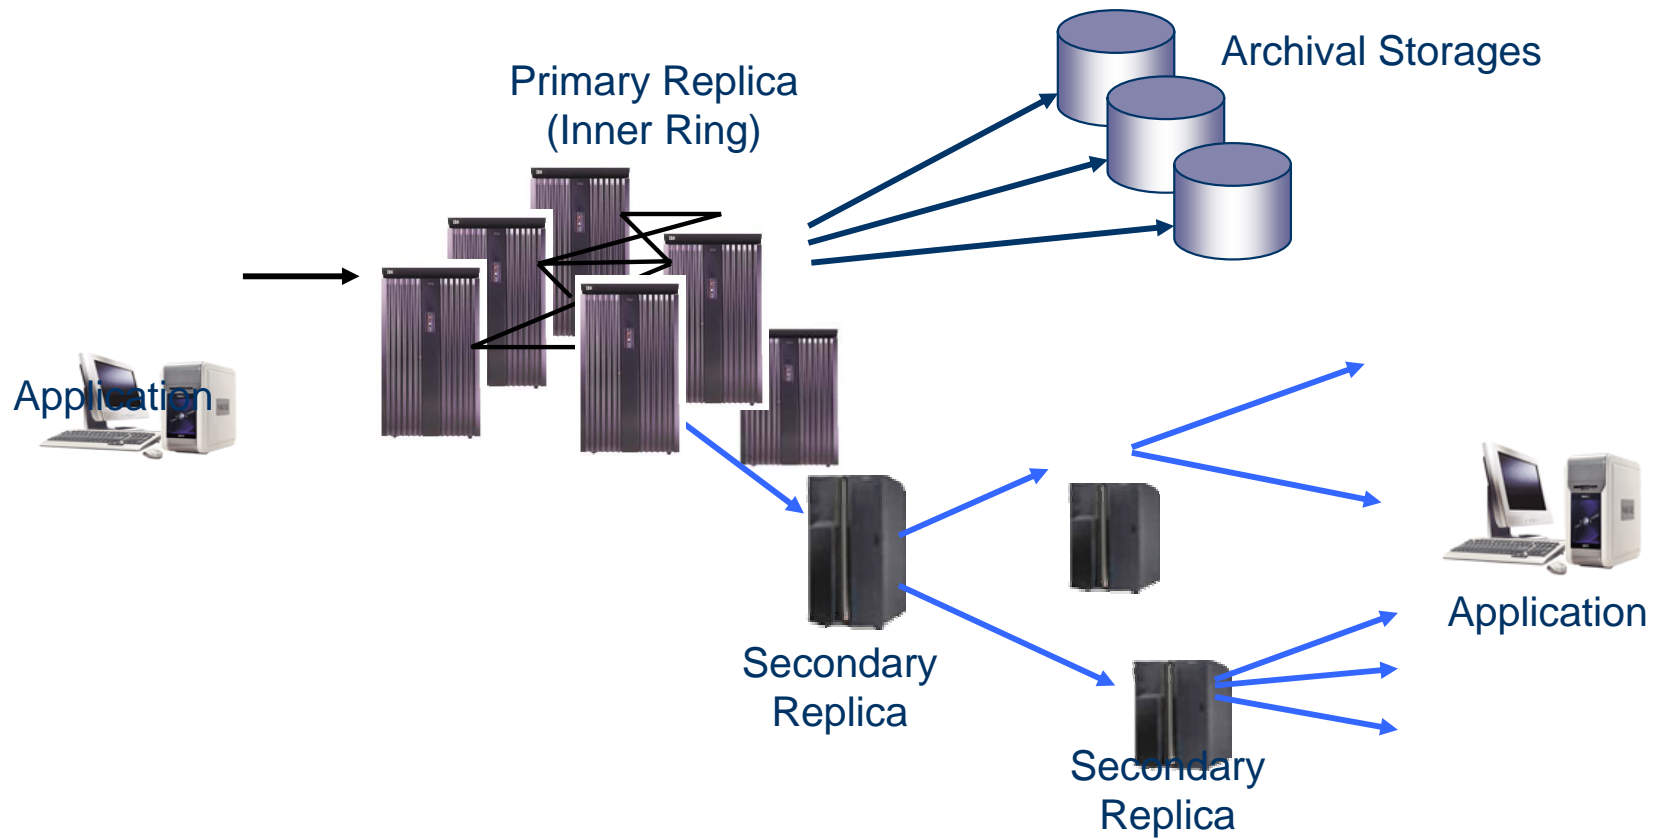 Archival Storages
Primary Replica
(Inner Ring)
Application
Application
Secondary
Replica
Secondary
Replica